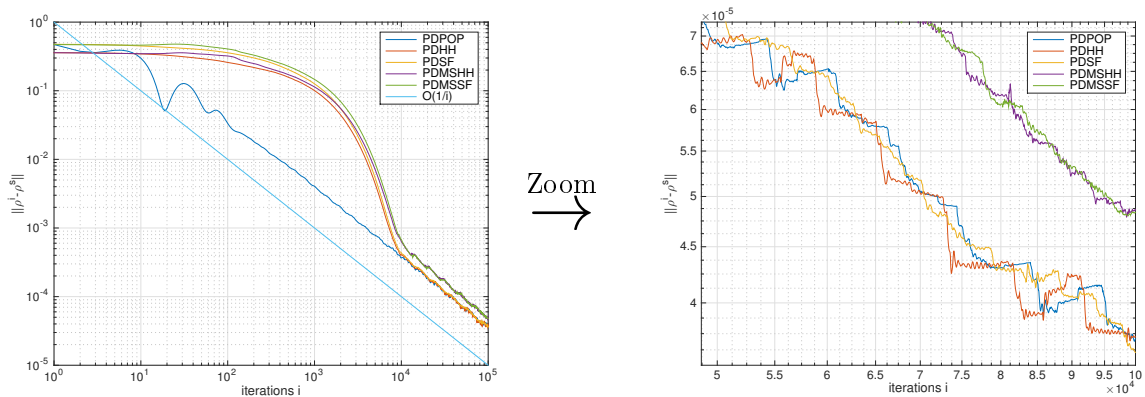 10^0
10^-1
10^-2
10^-3
10^-4
10^-5
||ρ^i-ρ^s||
PDPOP
PDHH
PDSF
PDMSHH
PDMSSF
O(1/i)
10^0 10^1 10^2 10^3 10^4 10^5
iterations i
Zoom
×10^-5
7
6.5
6
5.5
5
4.5
4
||ρ^i-ρ^s||
PDPOP
PDHH
PDSF
PDMSHH
PDMSSF
5 5.5 6 6.5 7 7.5 8 8.5 9 9.5 10
iterations i
×10^4